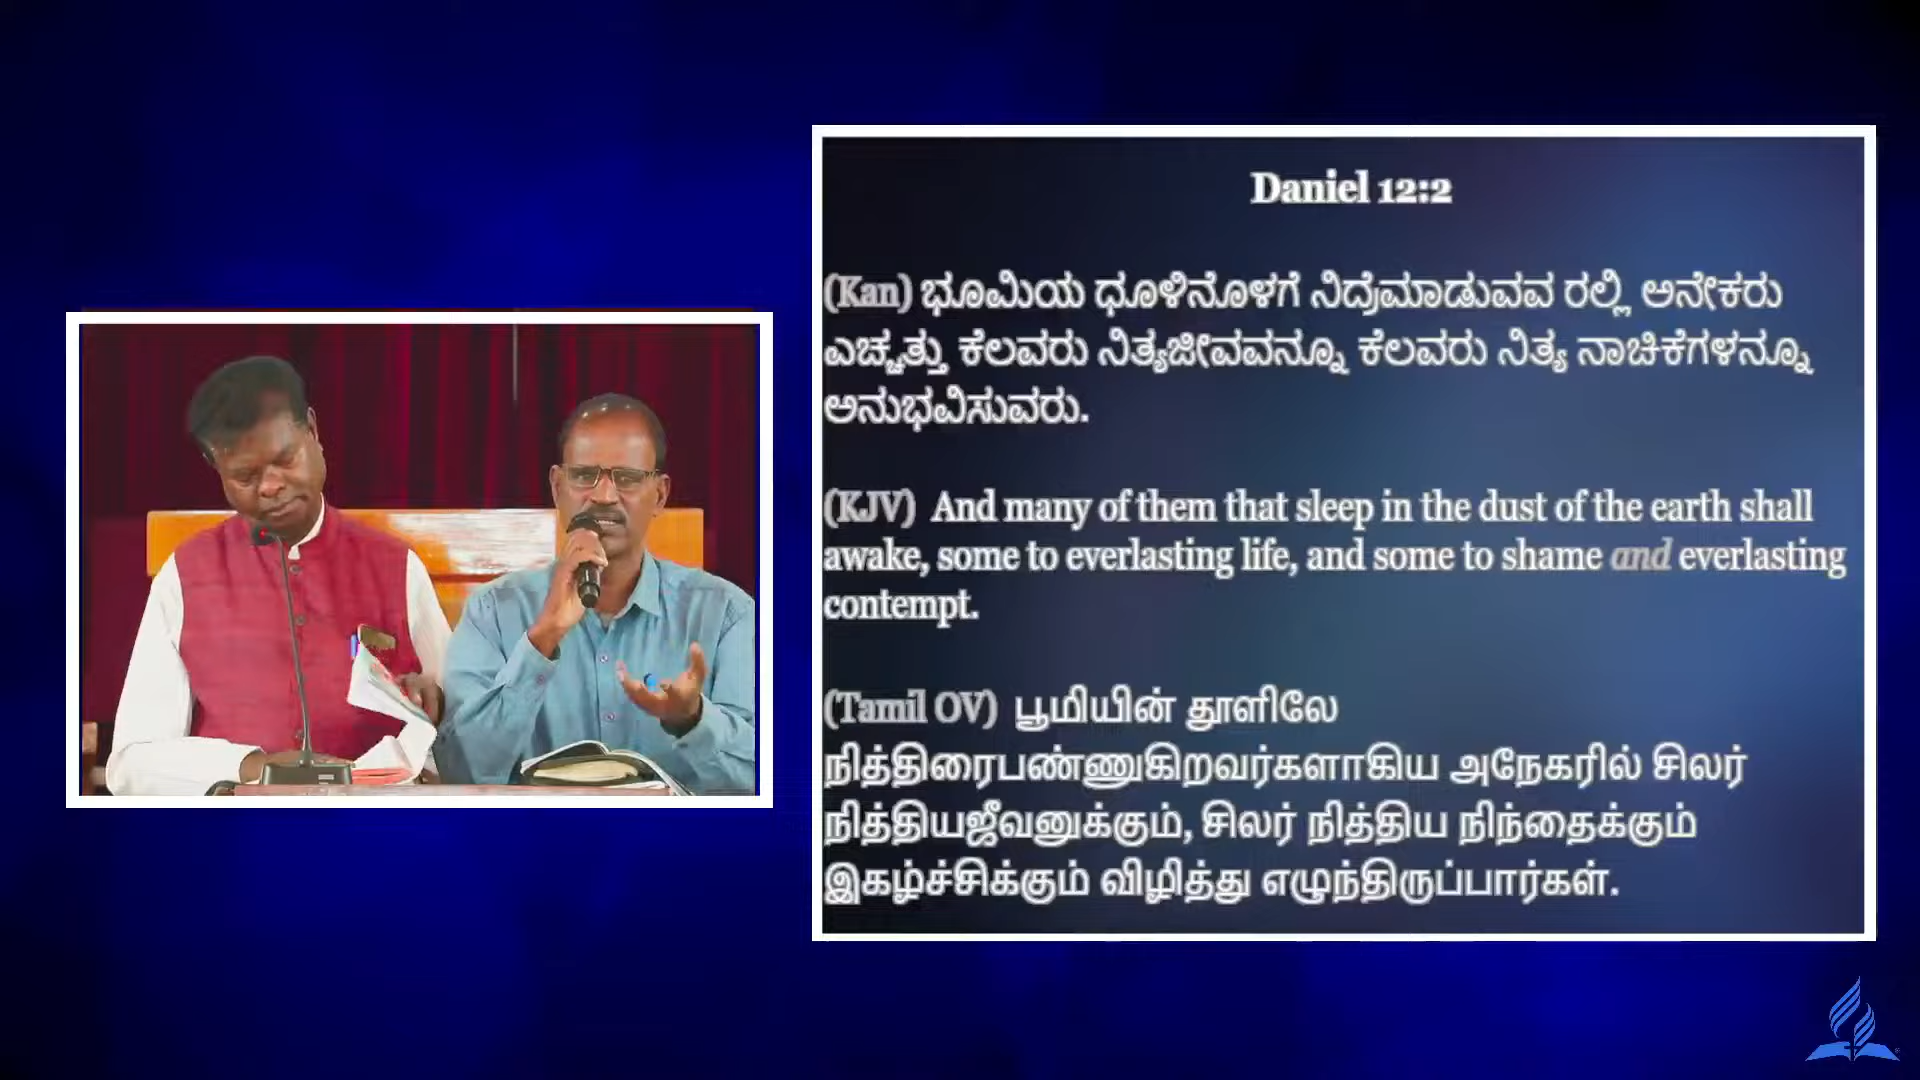 Daniel 12:2
(Kan) ಭೂಮಿಯ ಧೂಳಿನೊಳಗೆ ನಿದ್ರೆಮಾಡುವವ ರಲ್ಲಿ ಅನೇಕರು
ಎಚ್ಚತ್ತು ಕೆಲವರು ನಿತ್ಯಜೀವವನ್ನೂ ಕೆಲವರು ನಿತ್ಯ ನಾಚಿಕೆಗಳನ್ನೂ
ಅನುಭವಿಸುವರು.
(KJV) And many of them that sleep in the dust of the earth shall
awake, some to everlasting life, and some to shame and everlasting
contempt.
(Tamil OV) பூமியின் தூளிலே
நித்திரைபண்ணுகிறவர்களாகிய அநேகரில் சிலர்
நித்தியஜீவனுக்கும், சிலர் நித்திய நிந்தைக்கும்
இகழ்ச்சிக்கும் விழித்து எழுந்திருப்பார்கள்.